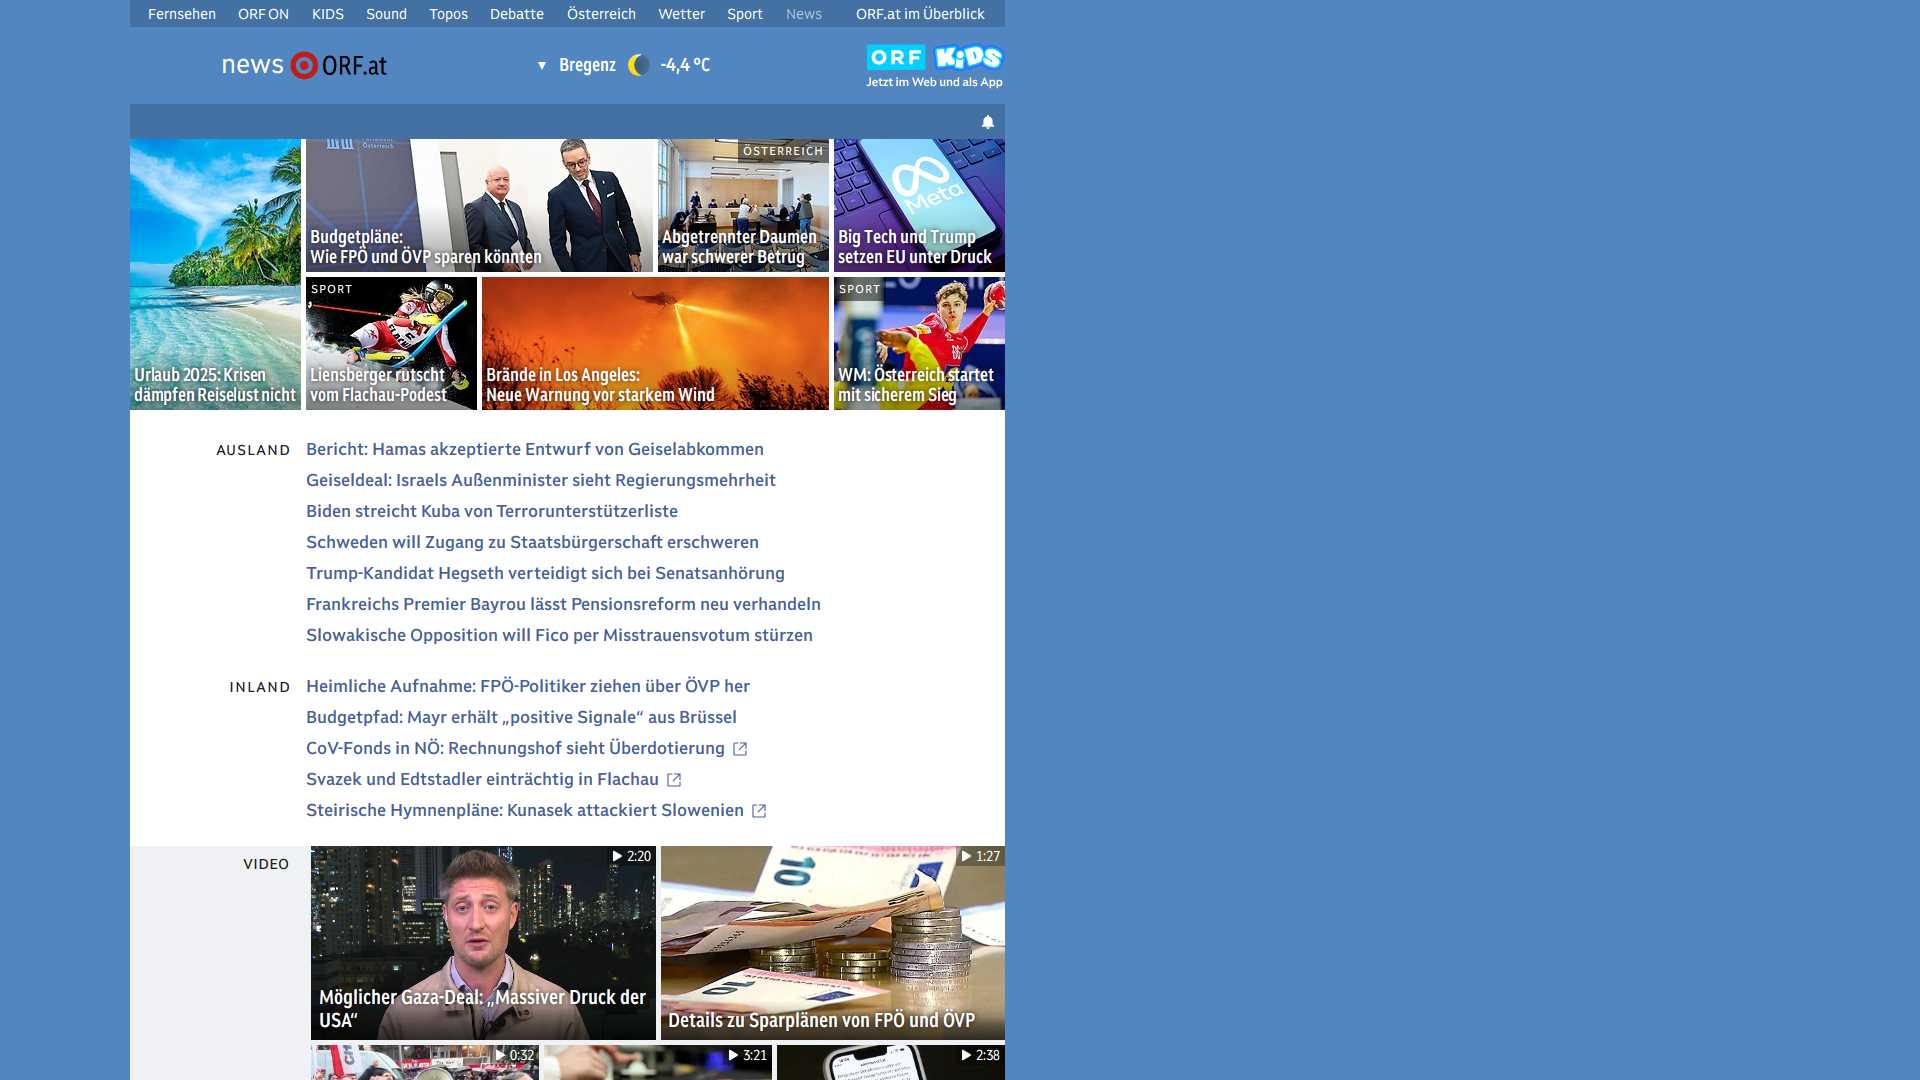 Fernsehen ORF ON KIDS Sound Topos Debatte Österreich Wetter Sport News ORF.at im Überblick
news ORF.at
▼ Bregenz -4,4 °C
ORF KiDS
Jetzt im Web und als App
Urlaub 2025: Krisen
dämpfen Reiselust nicht
Budgetpläne:
Wie FPÖ und ÖVP sparen könnten
ÖSTERREICH
Abgetrennter Daumen
war schwerer Betrug
Meta
Big Tech und Trump
setzen EU unter Druck
SPORT
Liensberger rutscht
vom Flachau-Podest
Brände in Los Angeles:
Neue Warnung vor starkem Wind
SPORT
WM: Österreich startet
mit sicherem Sieg
AUSLAND
Bericht: Hamas akzeptierte Entwurf von Geiselabkommen
Geiseldeal: Israels Außenminister sieht Regierungsmehrheit
Biden streicht Kuba von Terrorunterstützerliste
Schweden will Zugang zu Staatsbürgerschaft erschweren
Trump-Kandidat Hegseth verteidigt sich bei Senatsanhörung
Frankreichs Premier Bayrou lässt Pensionsreform neu verhandeln
Slowakische Opposition will Fico per Misstrauensvotum stürzen
INLAND
Heimliche Aufnahme: FPÖ-Politiker ziehen über ÖVP her
Budgetpfad: Mayr erhält „positive Signale“ aus Brüssel
CoV-Fonds in NÖ: Rechnungshof sieht Überdotierung
Svazek und Edtstadler einträchtig in Flachau
Steirische Hymnenpläne: Kunasek attackiert Slowenien
VIDEO
2:20
Möglicher Gaza-Deal: „Massiver Druck der
USA“
1:27
10
10
Details zu Sparplänen von FPÖ und ÖVP
0:32
3:21
2:38